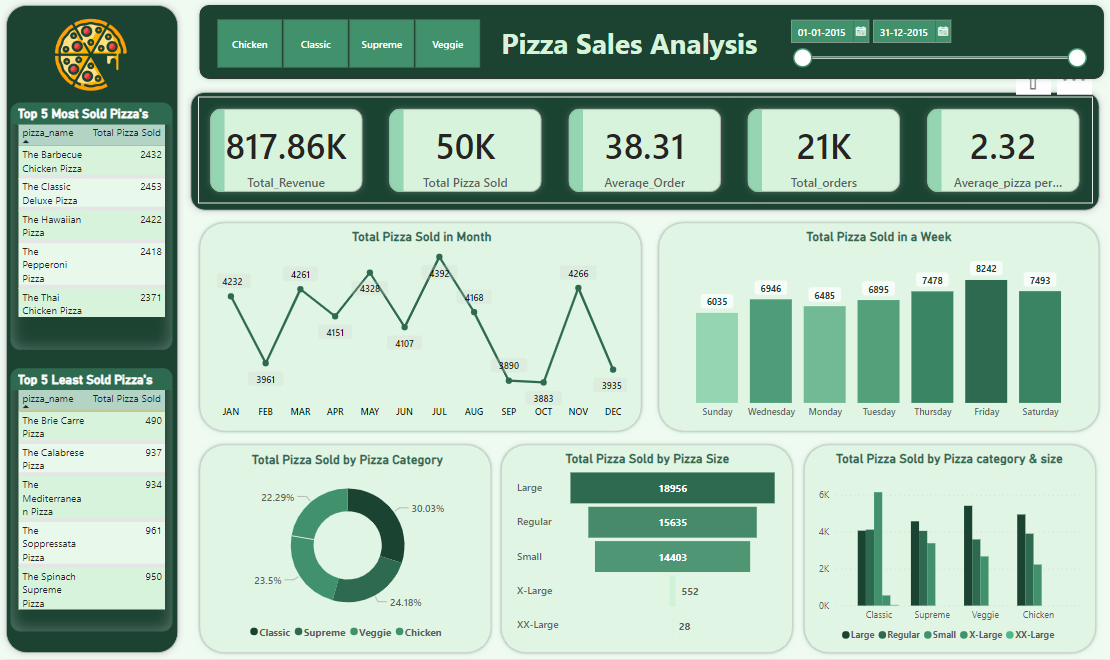 Chicken
Classic
Supreme
Veggie
Pizza Sales Analysis
01-01-2015
31-12-2015
Top 5 Most Sold Pizza's
pizza_name Total Pizza Sold
The Barbecue 2432
Chicken Pizza
The Classic 2453
Deluxe Pizza
The Hawaiian 2422
Pizza
The 2418
Pepperoni
Pizza
The Thai 2371
Chicken Pizza
Top 5 Least Sold Pizza's
pizza_name Total Pizza Sold
The Brie Carre 490
Pizza
The Calabrese 937
Pizza
The 934
Mediterranea
n Pizza
The 961
Soppressata
Pizza
The Spinach 950
Supreme
Pizza
817.86K
Total_Revenue
50K
Total Pizza Sold
38.31
Average_Order
21K
Total_orders
2.32
Average_pizza per...
Total Pizza Sold in Month
4232
3961
4261
4151
4328
4107
4392
4168
3890
3883
4266
3935
JAN FEB MAR APR MAY JUN JUL AUG SEP OCT NOV DEC
Total Pizza Sold in a Week
6035
6946
6485
6895
7478
8242
7493
Sunday Wednesday Monday Tuesday Thursday Friday Saturday
Total Pizza Sold by Pizza Category
22.29%
30.03%
23.5%
24.18%
Classic Supreme Veggie Chicken
Total Pizza Sold by Pizza Size
Large 18956
Regular 15635
Small 14403
X-Large 552
XX-Large 28
Total Pizza Sold by Pizza category & size
6K
4K
2K
0K
Classic Supreme Veggie Chicken
Large Regular Small X-Large XX-Large